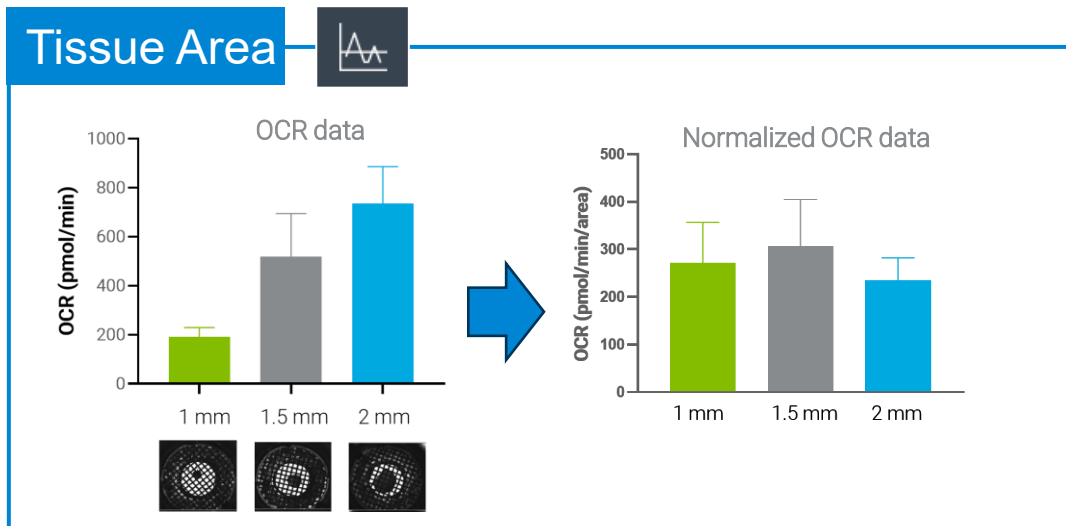 Tissue Area
OCR data
1000
800
600
400
200
0
OCR (pmol/min)
1 mm
1.5 mm
2 mm
Normalized OCR data
500
400
300
200
100
0
OCR (pmol/min/area)
1 mm
1.5 mm
2 mm